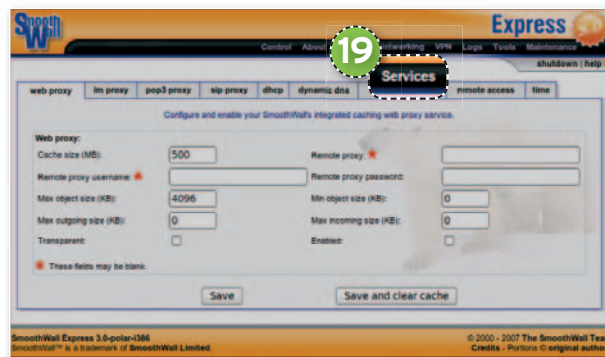 SmoothWall
Express
19
Control About Services Networking VPN Logs Tools Maintenance
shutdown | help
web proxy im proxy pop3 proxy sip proxy dhcp dynamic dns remote access time
Configure and enable your SmoothWall's integrated caching web proxy service.
Web proxy:
Cache size (MB): 500 Remote proxy:
Remote proxy username: Remote proxy password:
Max object size (KB): 4096 Min object size (KB): 0
Max outgoing size (KB): 0 Max incoming size (KB): 0
Transparent: Enabled:
These fields may be blank.
Save Save and clear cache
SmoothWall Express 3.0-polar-i386 © 2000 - 2007 The SmoothWall Tea
SmoothWall™ is a trademark of SmoothWall Limited. Credits - Portions © original autho